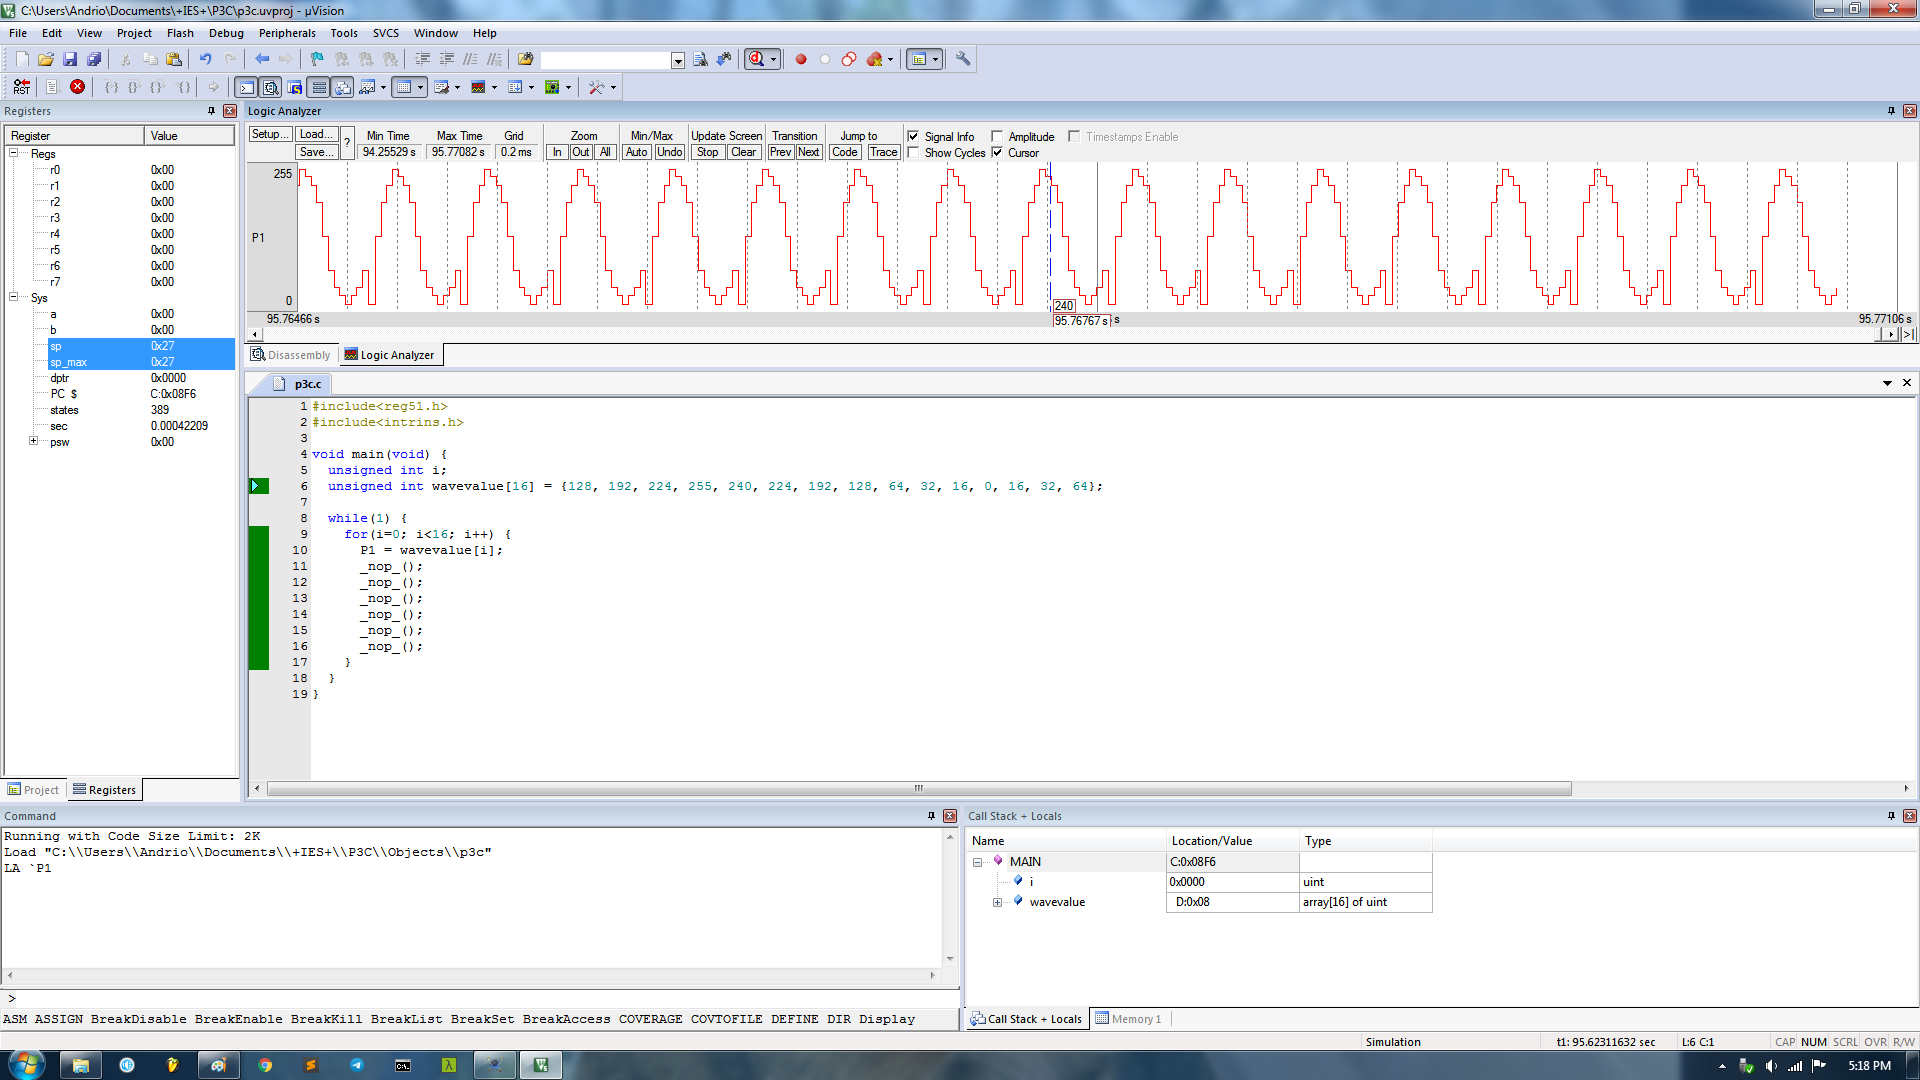 C:\Users\Andrio\Documents\+IES+\P3C\p3c.uvproj - µVision
File Edit View Project Flash Debug Peripherals Tools SVCS Window Help
RST
Registers
Register Value
Regs
r0 0x00
r1 0x00
r2 0x00
r3 0x00
r4 0x00
r5 0x00
r6 0x00
r7 0x00
Sys
a 0x00
b 0x00
sp 0x27
sp_max 0x27
dptr 0x0000
PC $ C:0x08F6
states 389
sec 0.00042209
psw 0x00
Project Registers
Logic Analyzer
Setup... Load... ? Min Time Max Time Grid Zoom Min/Max Update Screen Transition Jump to Signal Info Amplitude Timestamps Enable
Save... 94.25529 s 95.77082 s 0.2 ms In Out All Auto Undo Stop Clear Prev Next Code Trace Show Cycles Cursor
255
P1
0
240
95.76466 s 95.76767 s s 95.77106 s
Disassembly Logic Analyzer
p3c.c
1 #include<reg51.h>
2 #include<intrins.h>
3
4 void main(void) {
5 unsigned int i;
6 unsigned int wavevalue[16] = {128, 192, 224, 255, 240, 224, 192, 128, 64, 32, 16, 0, 16, 32, 64};
7
8 while(1) {
9 for(i=0; i<16; i++) {
10 P1 = wavevalue[i];
11 _nop_();
12 _nop_();
13 _nop_();
14 _nop_();
15 _nop_();
16 _nop_();
17 }
18 }
19 }
Command
Running with Code Size Limit: 2K
Load "C:\\Users\\Andrio\\Documents\\+IES+\\P3C\\Objects\\p3c"
LA `P1
>
ASM ASSIGN BreakDisable BreakEnable BreakKill BreakList BreakSet BreakAccess COVERAGE COVTOFILE DEFINE DIR Display
Call Stack + Locals
Name Location/Value Type
MAIN C:0x08F6
i 0x0000 uint
wavevalue D:0x08 array[16] of uint
Call Stack + Locals Memory 1
Simulation t1: 95.62311632 sec L:6 C:1 CAP NUM SCRL OVR R/W
5:18 PM